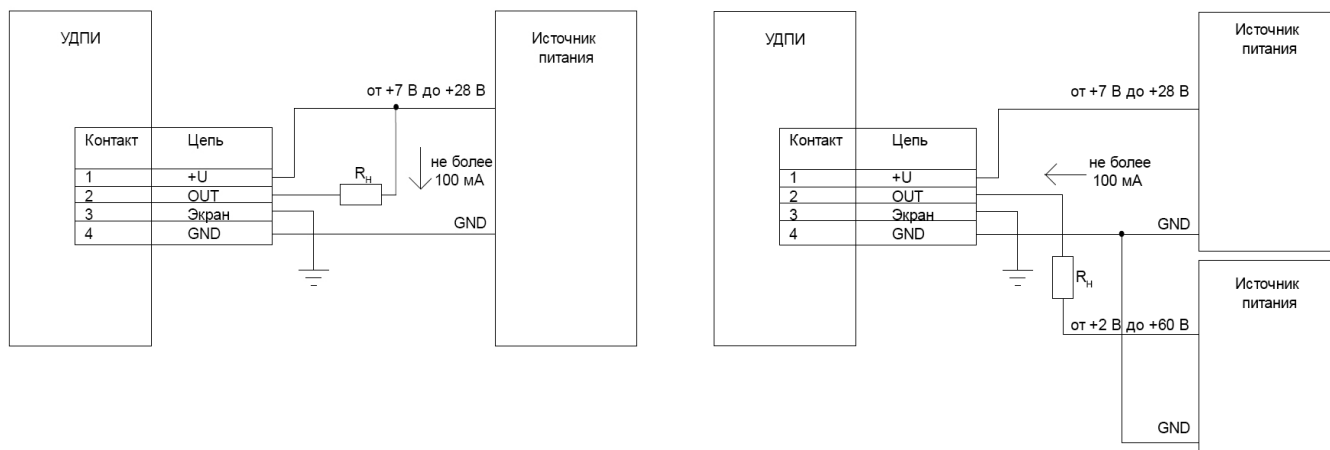 УДПИ
Источник
питания
от +7 В до +28 В
Контакт Цепь
1 +U
2 OUT
3 Экран
4 GND
Rн
не более
100 мА
GND
УДПИ
Источник
питания
от +7 В до +28 В
Контакт Цепь
1 +U
2 OUT
3 Экран
4 GND
не более
100 мА
GND
Rн
Источник
питания
от +2 В до +60 В
GND